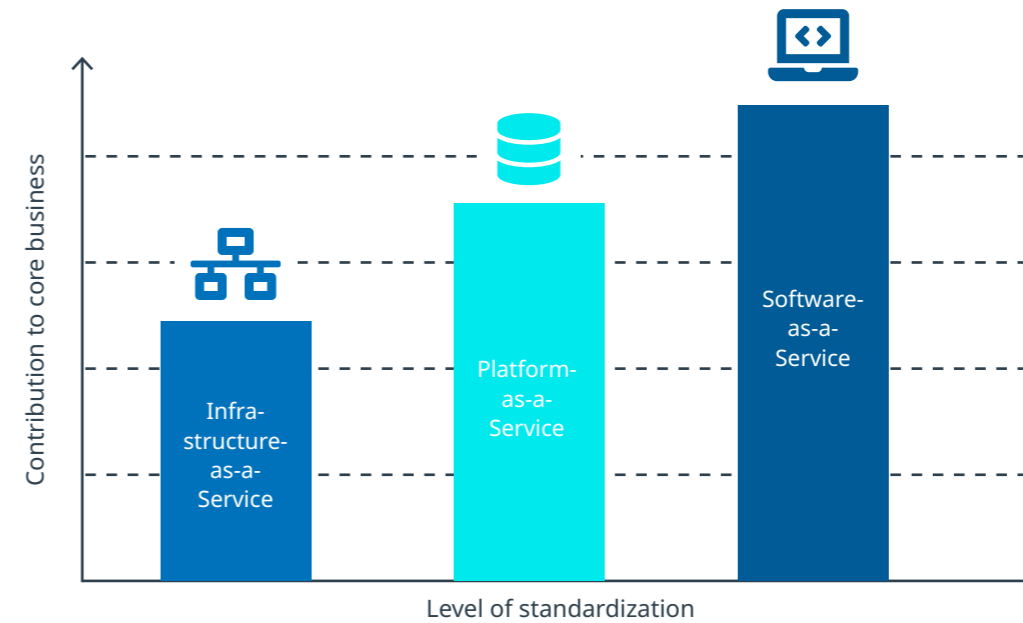 Contribution to core business
Infra-
structure-
as-a-
Service
Platform-
as-a-
Service
Software-
as-a-
Service
Level of standardization